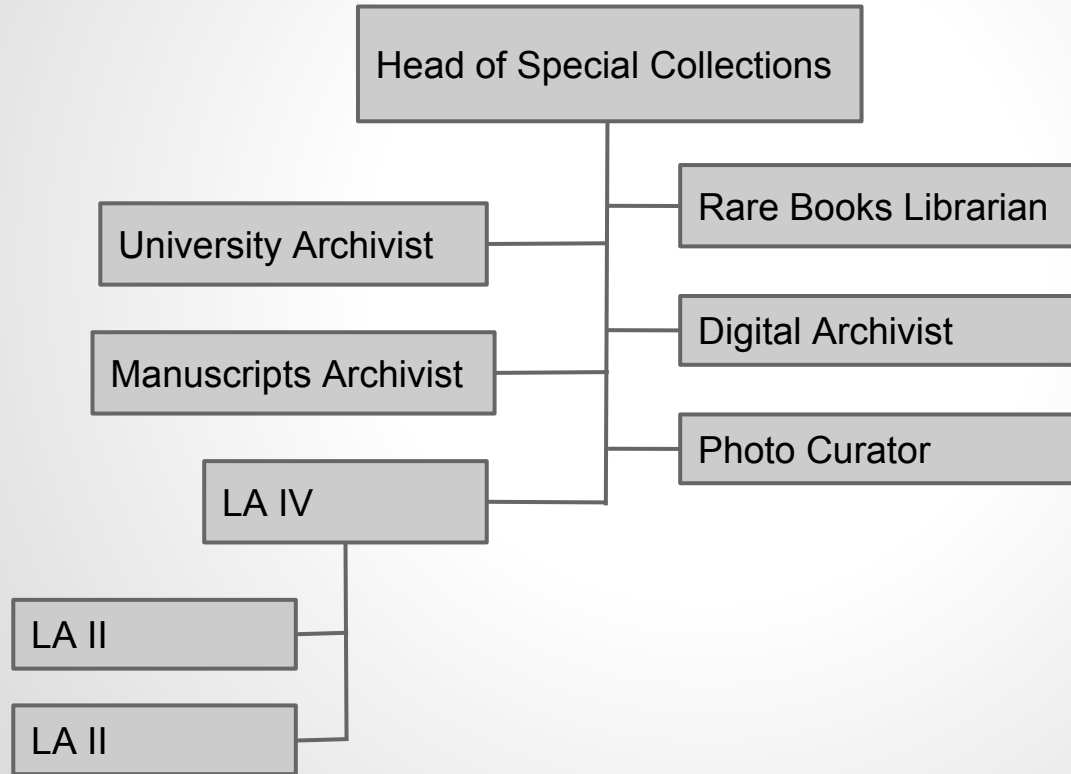 Head of Special Collections
Rare Books Librarian
University Archivist
Digital Archivist
Manuscripts Archivist
Photo Curator
LA IV
LA II
LA II